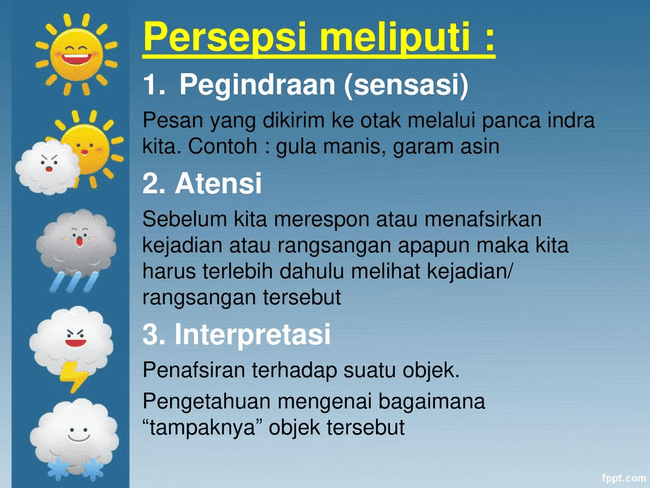 Persepsi meliputi :
1. Pegindraan (sensasi)
Pesan yang dikirim ke otak melalui panca indra
kita. Contoh : gula manis, garam asin
2. Atensi
Sebelum kita merespon atau menafsirkan
kejadian atau rangsangan apapun maka kita
harus terlebih dahulu melihat kejadian/
rangsangan tersebut
3. Interpretasi
Penafsiran terhadap suatu objek.
Pengetahuan mengenai bagaimana
“tampaknya” objek tersebut
fppt.com